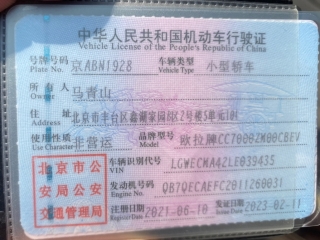 中华人民共和国机动车行驶证
Vehicle License of the People's Republic of China
号牌号码 京ABN1928 车辆类型 小型轿车
Plate No. Vehicle Type
所有人 马青山
Owner
住址 北京市丰台区鑫湖家园8区2号楼5单元101
Address
使用性质 非营运 品牌型号 欧拉牌CC7000ZM00CBEV
Use Character Model
北京市公安局公安交通管理局
车辆识别代号 LGWECMA42LE039435
VIN
发动机号码 QB7QECAEFC2011260031
Engine No.
注册日期 2021-06-10 发证日期 2023-02-11
Register Date Issue Date